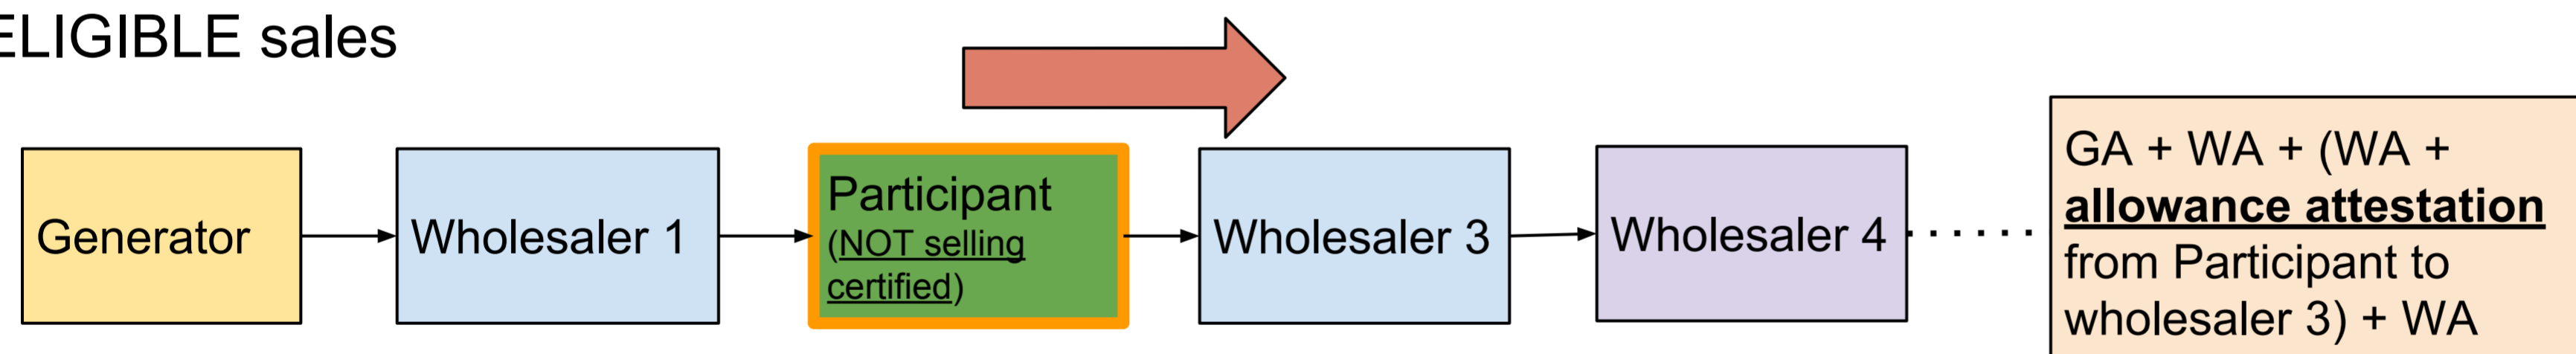 ELIGIBLE sales
Generator
Wholesaler 1
Participant
(NOT selling
certified)
Wholesaler 3
Wholesaler 4
GA + WA + (WA +
allowance attestation
from Participant to
wholesaler 3) + WA